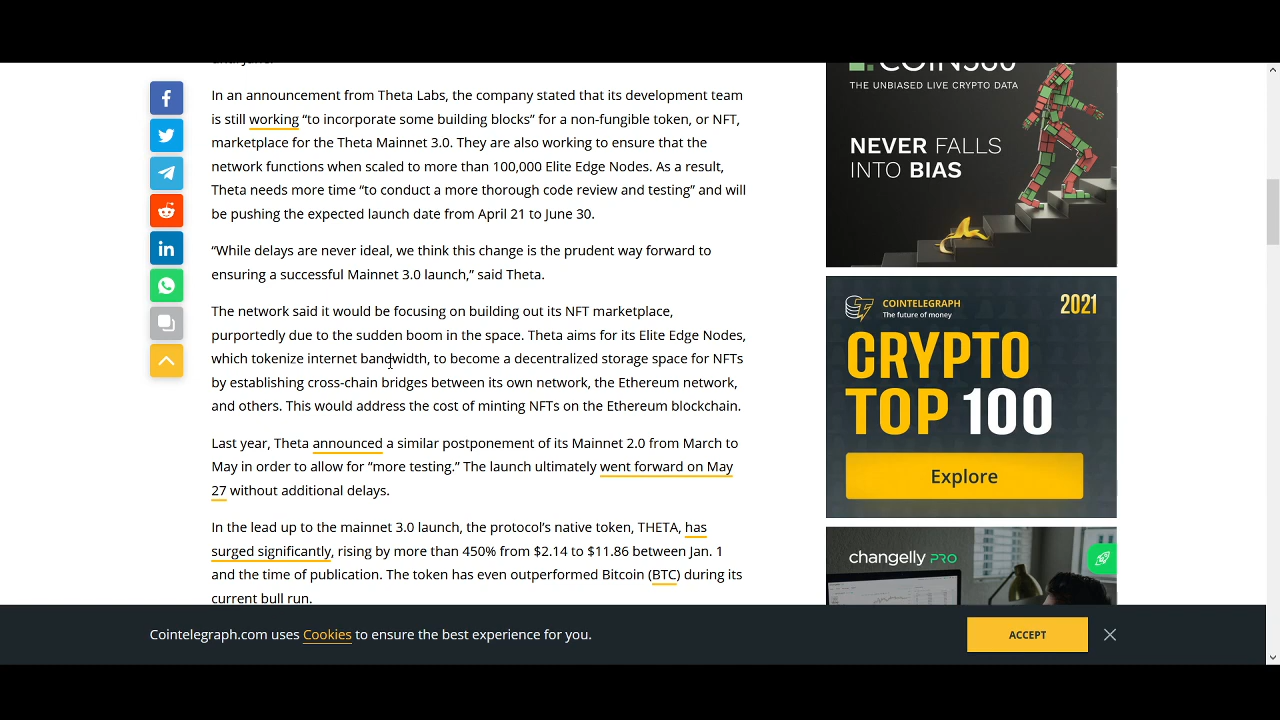 In an announcement from Theta Labs, the company stated that its development team
is still working “to incorporate some building blocks” for a non-fungible token, or NFT,
marketplace for the Theta Mainnet 3.0. They are also working to ensure that the
network functions when scaled to more than 100,000 Elite Edge Nodes. As a result,
Theta needs more time “to conduct a more thorough code review and testing” and will
be pushing the expected launch date from April 21 to June 30.
“While delays are never ideal, we think this change is the prudent way forward to
ensuring a successful Mainnet 3.0 launch,” said Theta.
The network said it would be focusing on building out its NFT marketplace,
purportedly due to the sudden boom in the space. Theta aims for its Elite Edge Nodes,
which tokenize internet bandwidth, to become a decentralized storage space for NFTs
by establishing cross-chain bridges between its own network, the Ethereum network,
and others. This would address the cost of minting NFTs on the Ethereum blockchain.
Last year, Theta announced a similar postponement of its Mainnet 2.0 from March to
May in order to allow for “more testing.” The launch ultimately went forward on May
27 without additional delays.
In the lead up to the mainnet 3.0 launch, the protocol’s native token, THETA, has
surged significantly, rising by more than 450% from $2.14 to $11.86 between Jan. 1
and the time of publication. The token has even outperformed Bitcoin (BTC) during its
current bull run.
COIN360
THE UNBIASED LIVE CRYPTO DATA
NEVER FALLS
INTO BIAS
COINTELEGRAPH
The future of money
2021
CRYPTO
TOP 100
Explore
changelly PRO
Cointelegraph.com uses Cookies to ensure the best experience for you.
ACCEPT